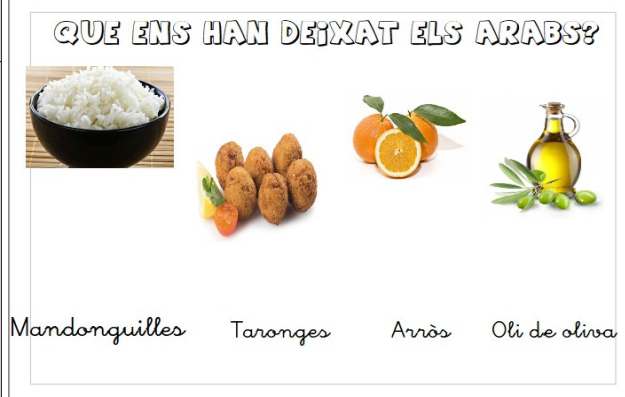 QUE ENS HAN DEIXAT ELS ARABS?
Mandonguilles Taronges Arròs Oli de oliva